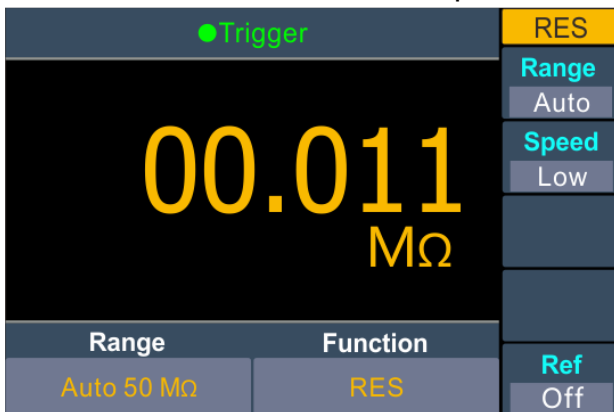 Trigger
RES
Range
Auto
Speed
Low
00.011
MΩ
Range
Function
Auto 50 MΩ
RES
Ref
Off